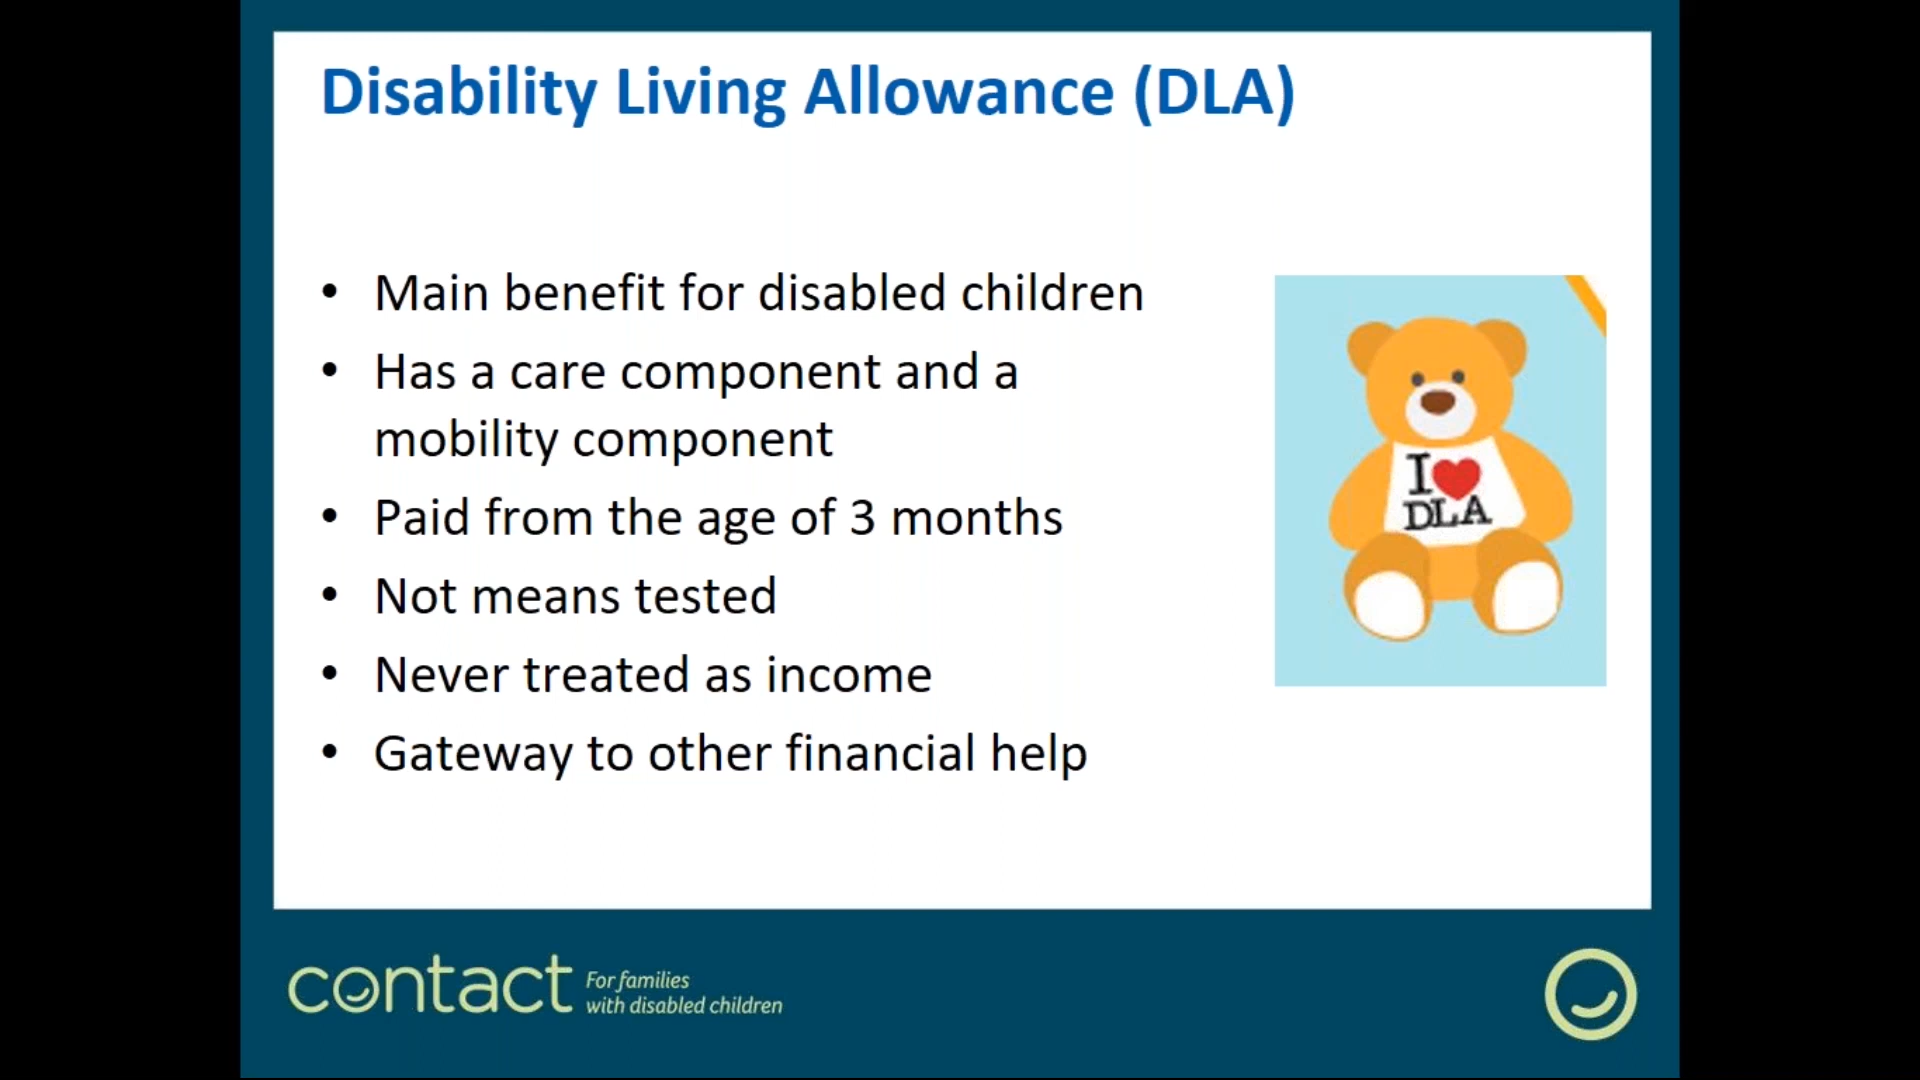 Disability Living Allowance (DLA)
• Main benefit for disabled children
• Has a care component and a
mobility component
• Paid from the age of 3 months
• Not means tested
• Never treated as income
• Gateway to other financial help
I ❤ DLA
contact
For families
with disabled children